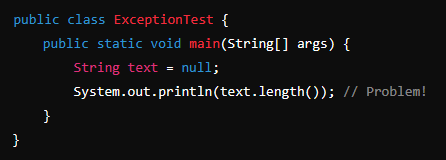 public class ExceptionTest {
    public static void main(String[] args) {
        String text = null;
        System.out.println(text.length()); // Problem!
    }
}